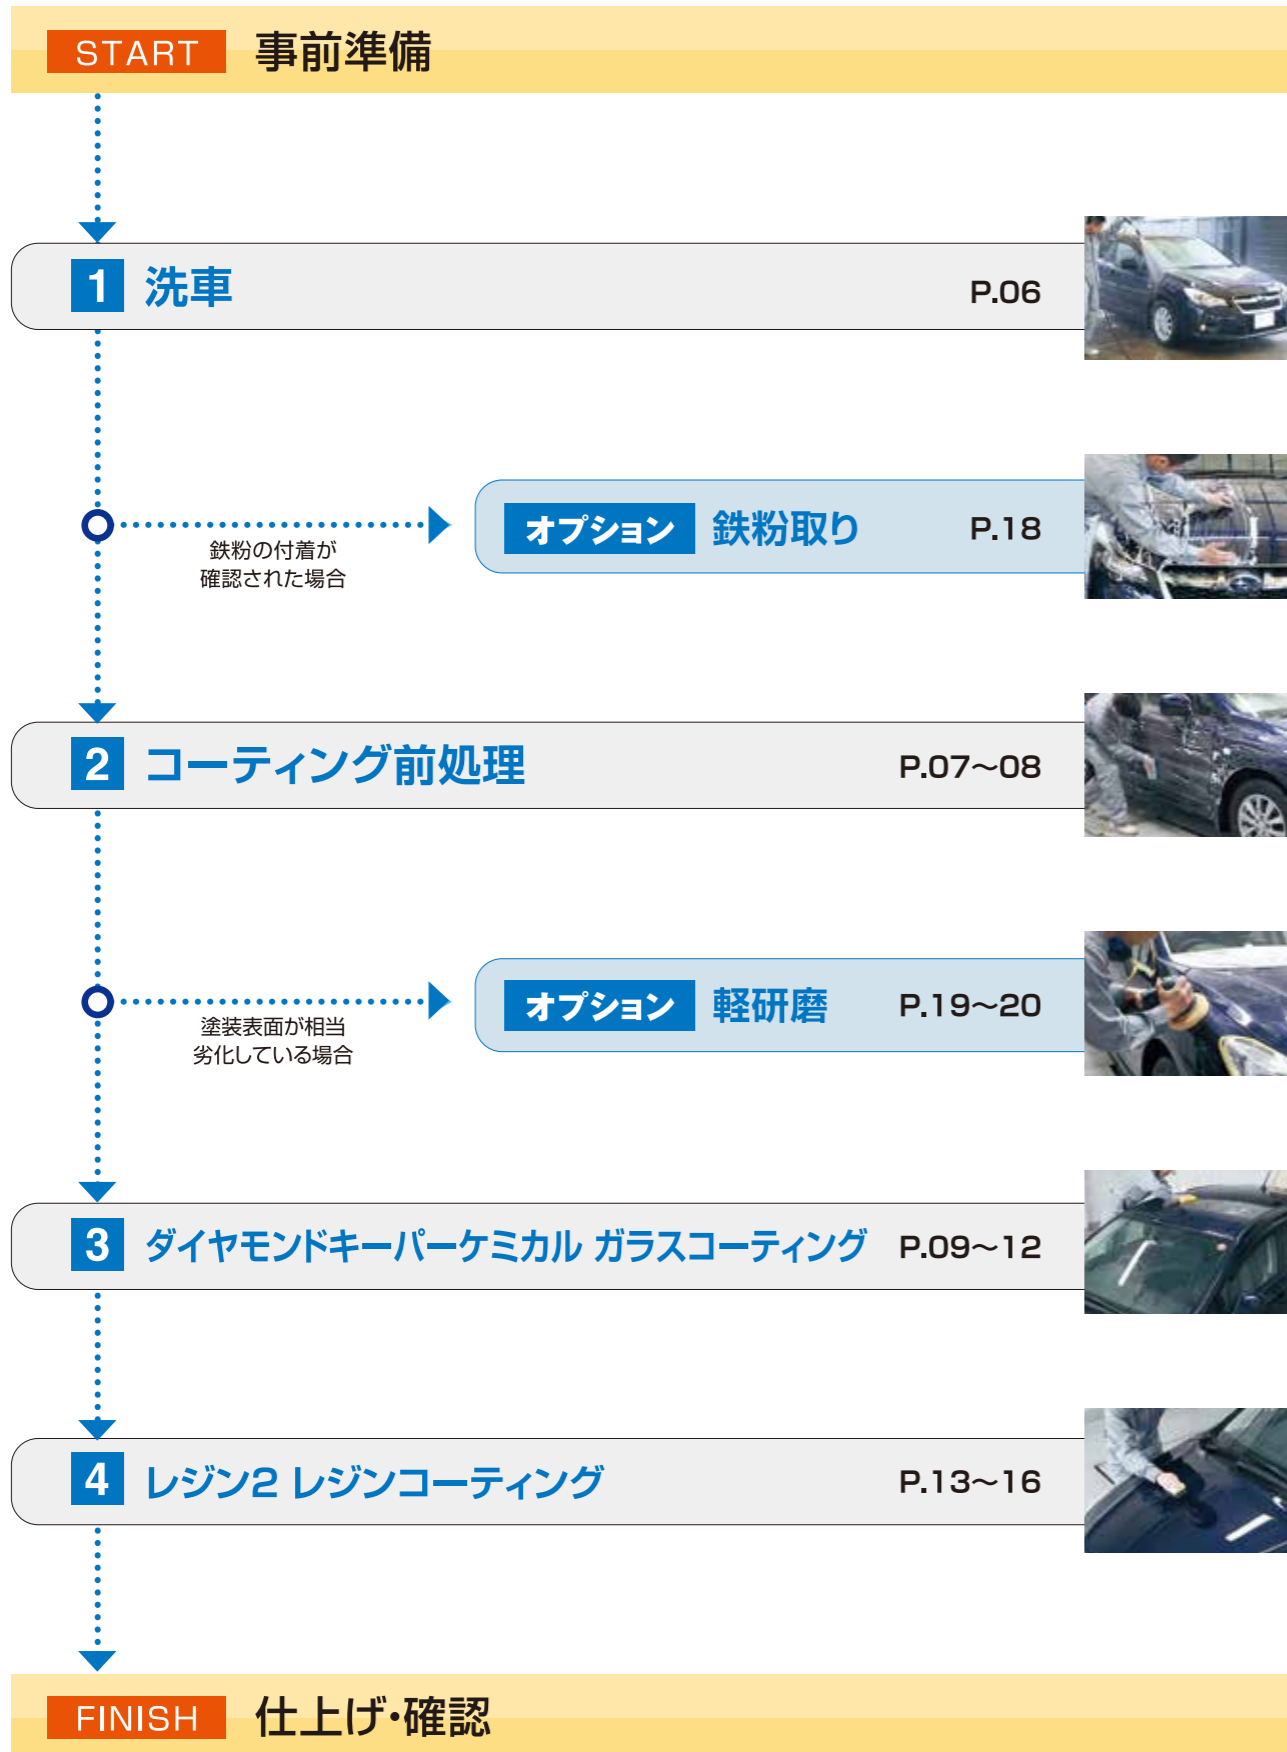 START 事前準備
1 洗車 P.06
オプション 鉄粉取り P.18
鉄粉の付着が
確認された場合
2 コーティング前処理 P.07〜08
オプション 軽研磨 P.19〜20
塗装表面が相当
劣化している場合
3 ダイヤモンドキーパーケミカル ガラスコーティング P.09〜12
4 レジン2 レジンコーティング P.13〜16
FINISH 仕上げ・確認